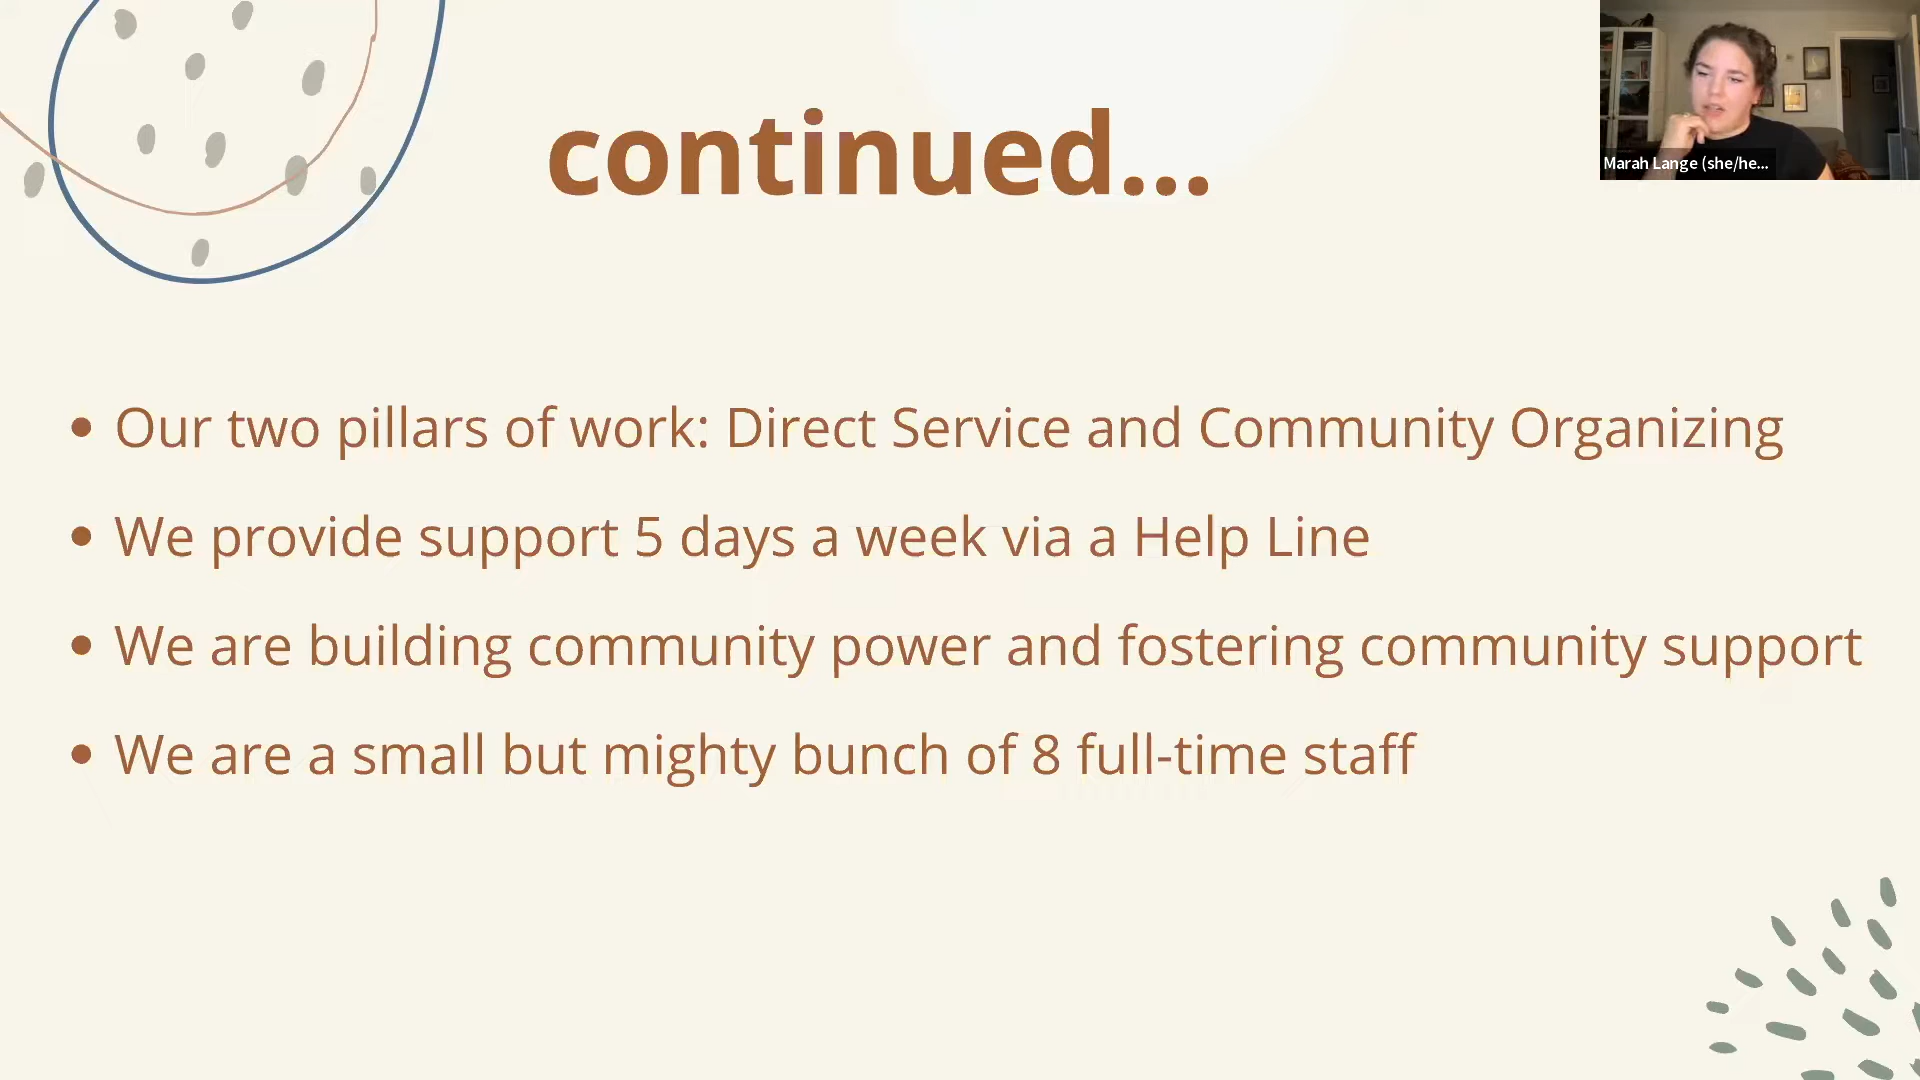 continued...
Marah Lange (she/he...
• Our two pillars of work: Direct Service and Community Organizing
• We provide support 5 days a week via a Help Line
• We are building community power and fostering community support
• We are a small but mighty bunch of 8 full-time staff